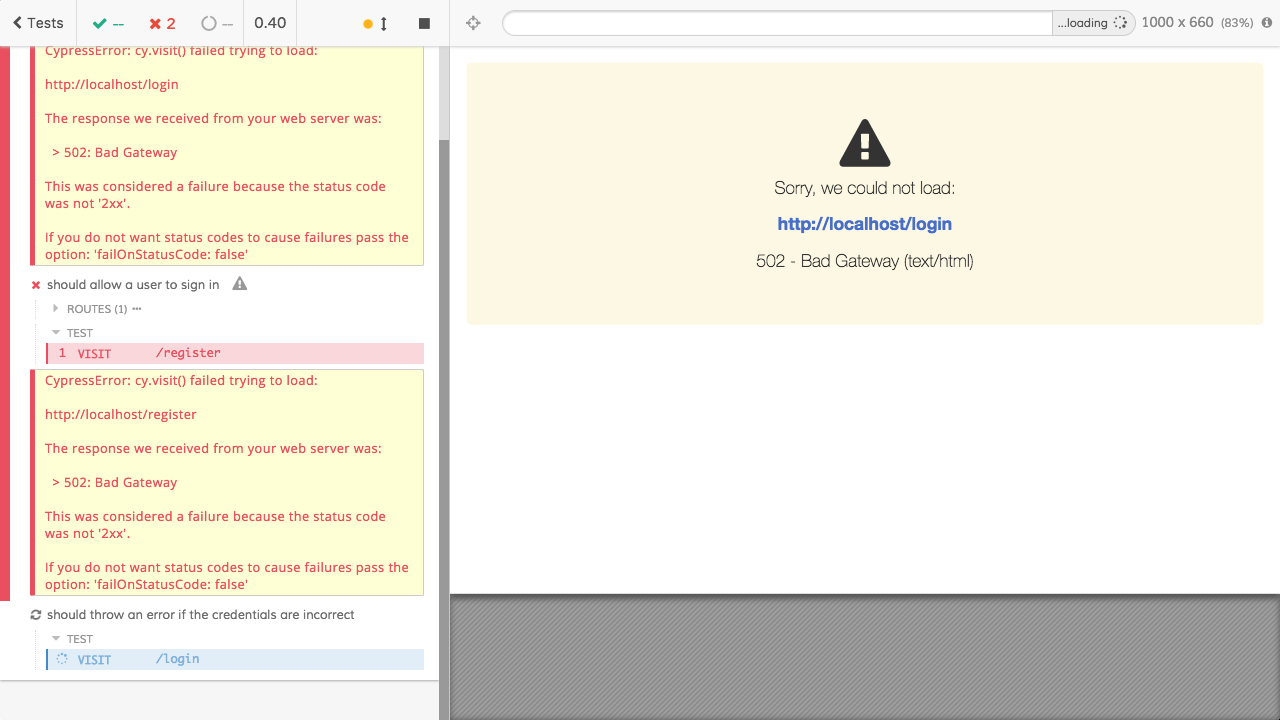 Tests -- 2 -- 0.40
CypressError: cy.visit() failed trying to load:
http://localhost/login
The response we received from your web server was:
> 502: Bad Gateway
This was considered a failure because the status code
was not '2xx'.
If you do not want status codes to cause failures pass the
option: 'failOnStatusCode: false'
should allow a user to sign in
ROUTES (1) •••
TEST
1 VISIT /register
CypressError: cy.visit() failed trying to load:
http://localhost/register
The response we received from your web server was:
> 502: Bad Gateway
This was considered a failure because the status code
was not '2xx'.
If you do not want status codes to cause failures pass the
option: 'failOnStatusCode: false'
should throw an error if the credentials are incorrect
TEST
VISIT /login
...loading 1000 x 660 (83%)
Sorry, we could not load:
http://localhost/login
502 - Bad Gateway (text/html)